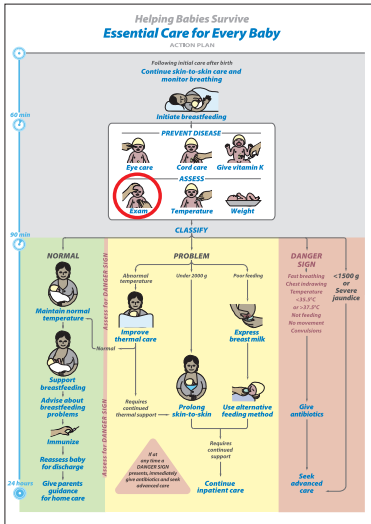 Helping Babies Survive
Essential Care for Every Baby
ACTION PLAN
Following initial care after birth
Continue skin-to-skin care and
monitor breathing
Initiate breastfeeding
60 min
PREVENT DISEASE
Eye care
Cord care
Give vitamin K
ASSESS
Exam
Temperature
Weight
90 min
CLASSIFY
NORMAL
Maintain normal
temperature
Support
breastfeeding
Advise about
breastfeeding
problems
Immunize
Reassess baby
for discharge
Give parents
guidance
for home care
24 hours
Assess for DANGER SIGN
Assess for DANGER SIGN
PROBLEM
Abnormal
temperature
Improve
thermal care
Normal
Requires
continued
thermal support
Under 2000 g
Prolong
skin-to-skin
Poor feeding
Express
breast milk
Use alternative
feeding method
Requires
continued
support
Continue
inpatient care
If at
any time a
DANGER SIGN
presents, immediately
give antibiotics and seek
advanced care
DANGER
SIGN
Fast breathing
Chest indrawing
Temperature
<35.5°C
or >37.5°C
Not feeding
No movement
Convulsions
Give
antibiotics
Seek
advanced care
<1500 g
or
Severe
jaundice